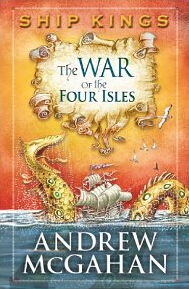 SHIP KINGS
The WAR
Of the
FOUR ISLES
ANDREW
McGAHAN